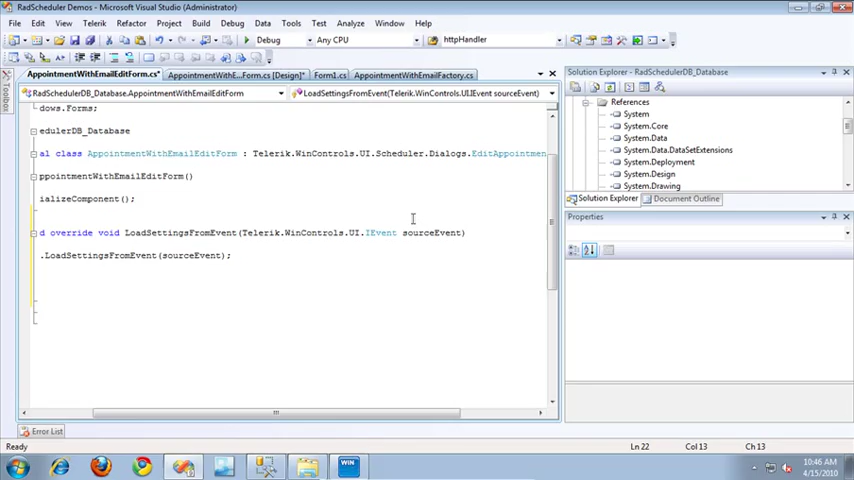 RadScheduler Demos - Microsoft Visual Studio
File Edit View Telerik Refactor Project Build Debug Data Tools Test Analyze Window Help
Debug Any CPU httpHandler
AppointmentWithEmailEditForm.cs* AppointmentWithE...Form.cs [Design]* Form1.cs AppointmentWithEmailFactory.cs
Toolbox
RadSchedulerDB_Database.AppointmentWithEmailEditForm LoadSettingsFromEvent(Telerik.WinControls.UI.IEvent sourceEvent)
dows.Forms;
edulerDB_Database
al class AppointmentWithEmailEditForm : Telerik.WinControls.UI.Scheduler.Dialogs.EditAppointmen
ppointmentWithEmailEditForm()
ializeComponent();
d override void LoadSettingsFromEvent(Telerik.WinControls.UI.IEvent sourceEvent)
.LoadSettingsFromEvent(sourceEvent);
Solution Explorer - RadSchedulerDB_Database
References
System
System.Core
System.Data
System.Data.DataSetExtensions
System.Deployment
System.Design
System.Drawing
Solution Explorer Document Outline
Properties
Error List
Ready Ln 22 Col 13 Ch 13
WIN
10:46 AM
4/15/2010